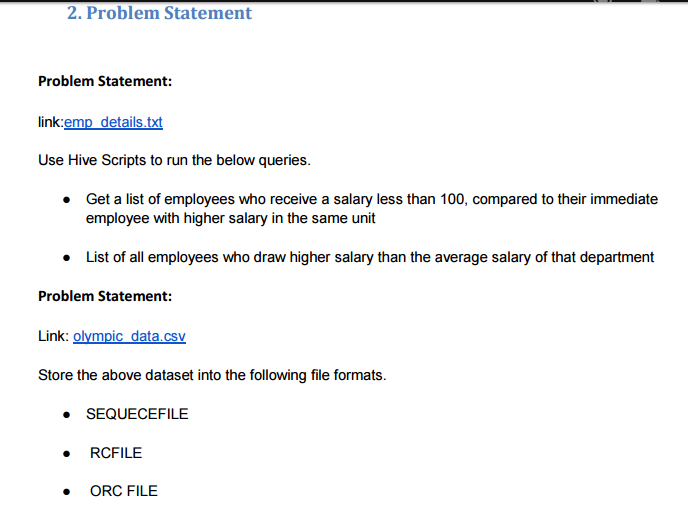 2. Problem Statement
Problem Statement:
link:emp_details.txt
Use Hive Scripts to run the below queries.
● Get a list of employees who receive a salary less than 100, compared to their immediate
employee with higher salary in the same unit
● List of all employees who draw higher salary than the average salary of that department
Problem Statement:
Link: olympic_data.csv
Store the above dataset into the following file formats.
● SEQUECEFILE
● RCFILE
● ORC FILE